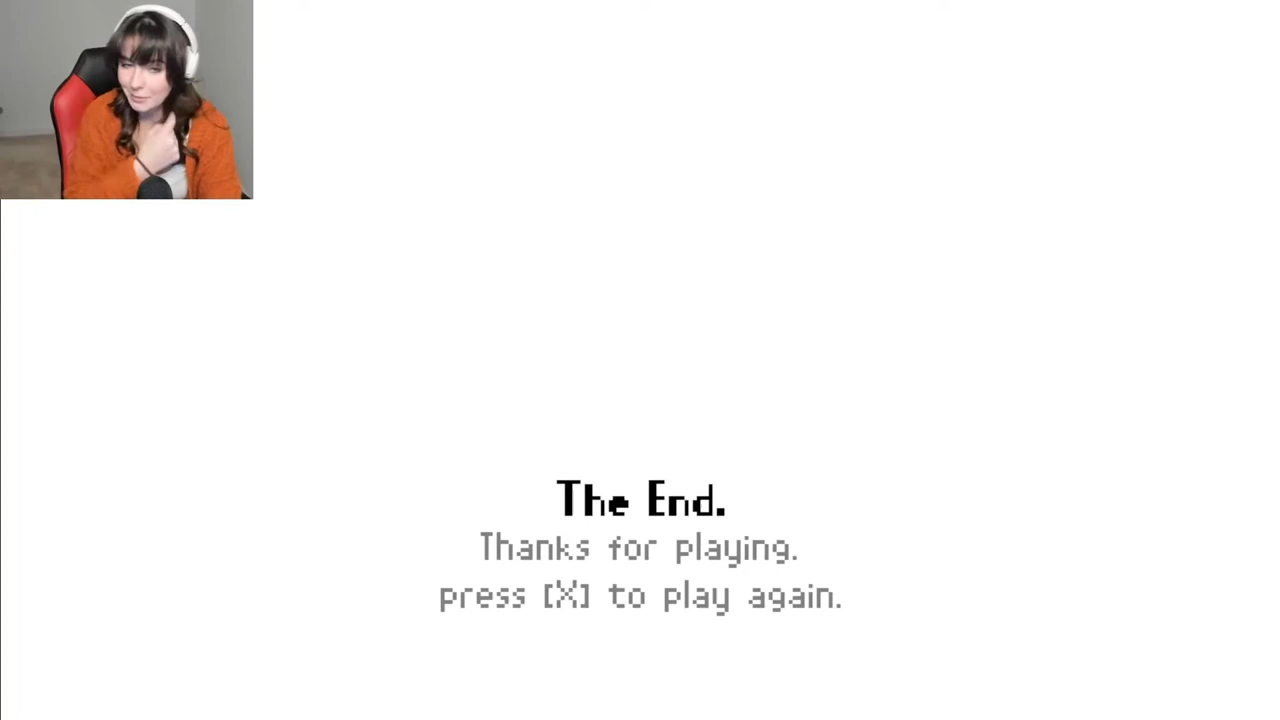 The End.
Thanks for playing.
press [X] to play again.